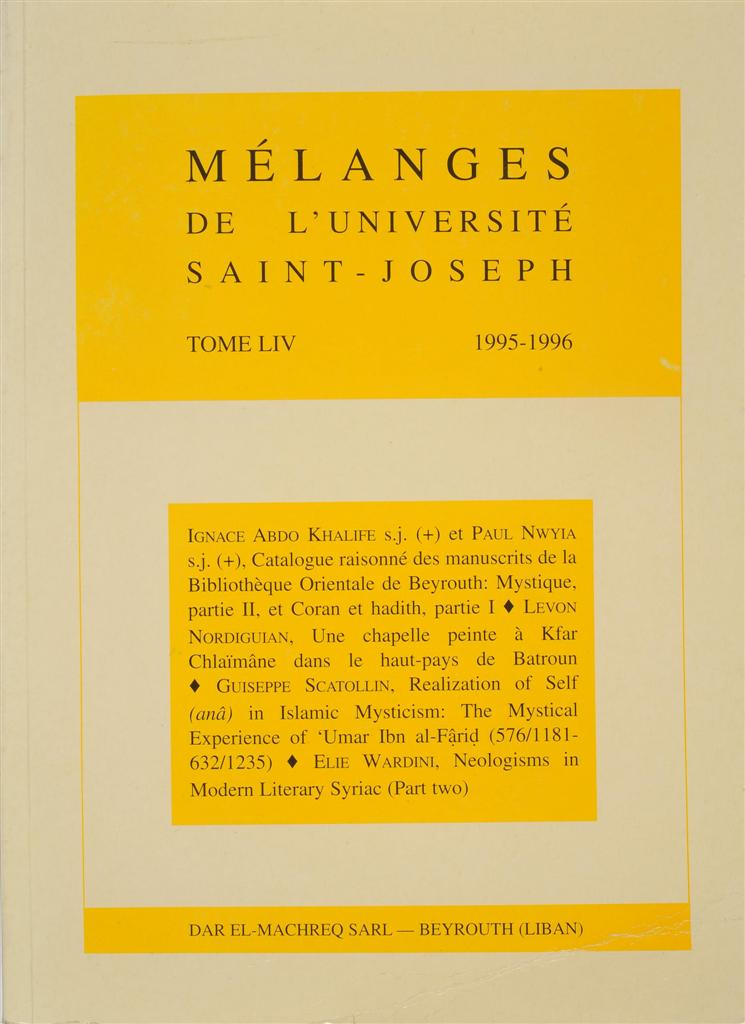 MÉLANGES
DE L'UNIVERSITÉ
SAINT-JOSEPH
TOME LIV 1995-1996
IGNACE ABDO KHALIFE s.j. (+) et PAUL NWYIA
s.j. (+), Catalogue raisonné des manuscrits de la
Bibliothèque Orientale de Beyrouth: Mystique,
partie II, et Coran et hadith, partie I ♦ LEVON
NORDIGUIAN, Une chapelle peinte à Kfar
Chlaïmâne dans le haut-pays de Batroun
♦ GUISEPPE SCATOLLIN, Realization of Self
(anâ) in Islamic Mysticism: The Mystical
Experience of ‘Umar Ibn al-Fâṛiḍ (576/1181-
632/1235) ♦ ELIE WARDINI, Neologisms in
Modern Literary Syriac (Part two)
DAR EL-MACHREQ SARL — BEYROUTH (LIBAN)